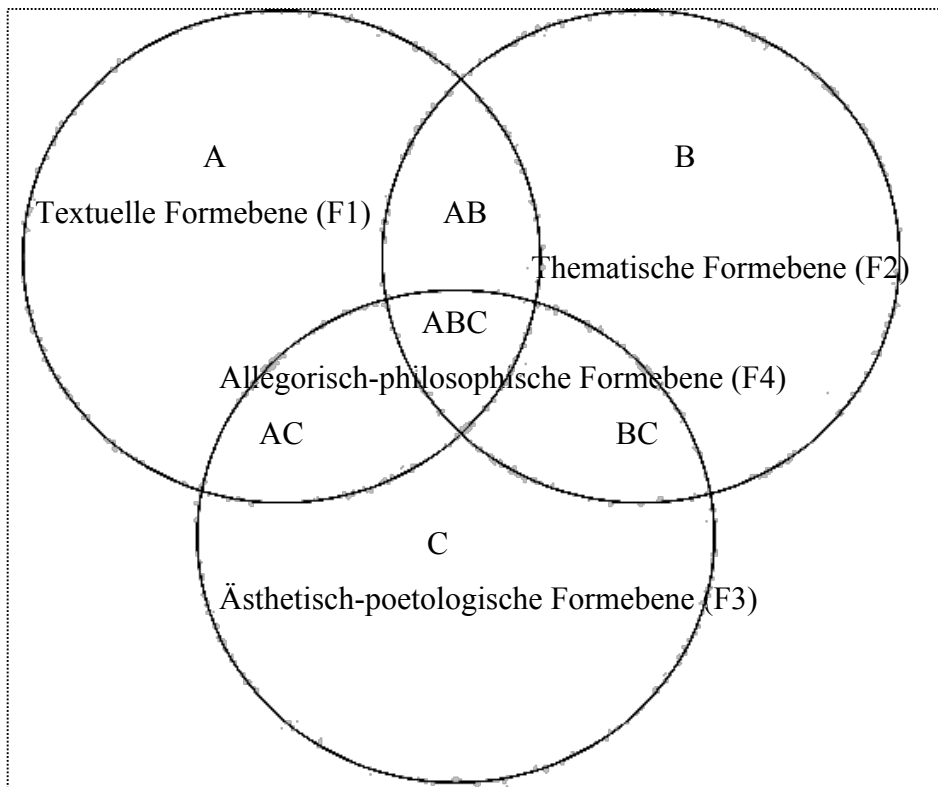 A
B
Textuelle Formebene (F1)
AB
Thematische Formebene (F2)
ABC
Allegorisch-philosophische Formebene (F4)
AC
BC
C
Ästhetisch-poetologische Formebene (F3)